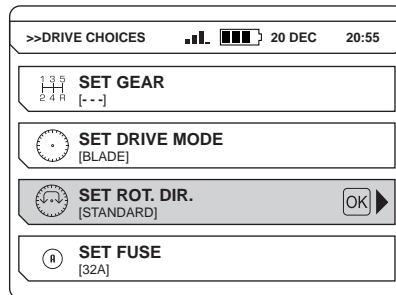 >>DRIVE CHOICES 20 DEC 20:55
1 3 5
2 4 R
SET GEAR
[- - -]
SET DRIVE MODE
[BLADE]
SET ROT. DIR.
[STANDARD]
OK
A
SET FUSE
[32A]